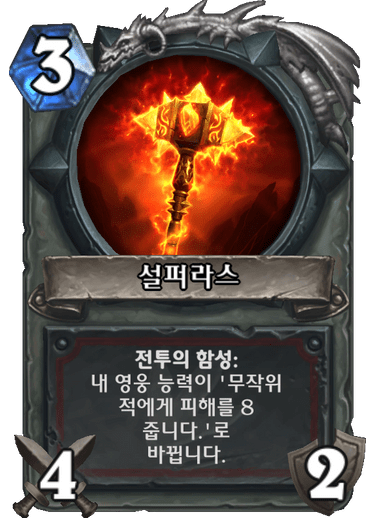 3
설퍼라스
전투의 함성:
내 영웅 능력이 '무작위
적에게 피해를 8
줍니다.'로
바뀝니다.
4
2